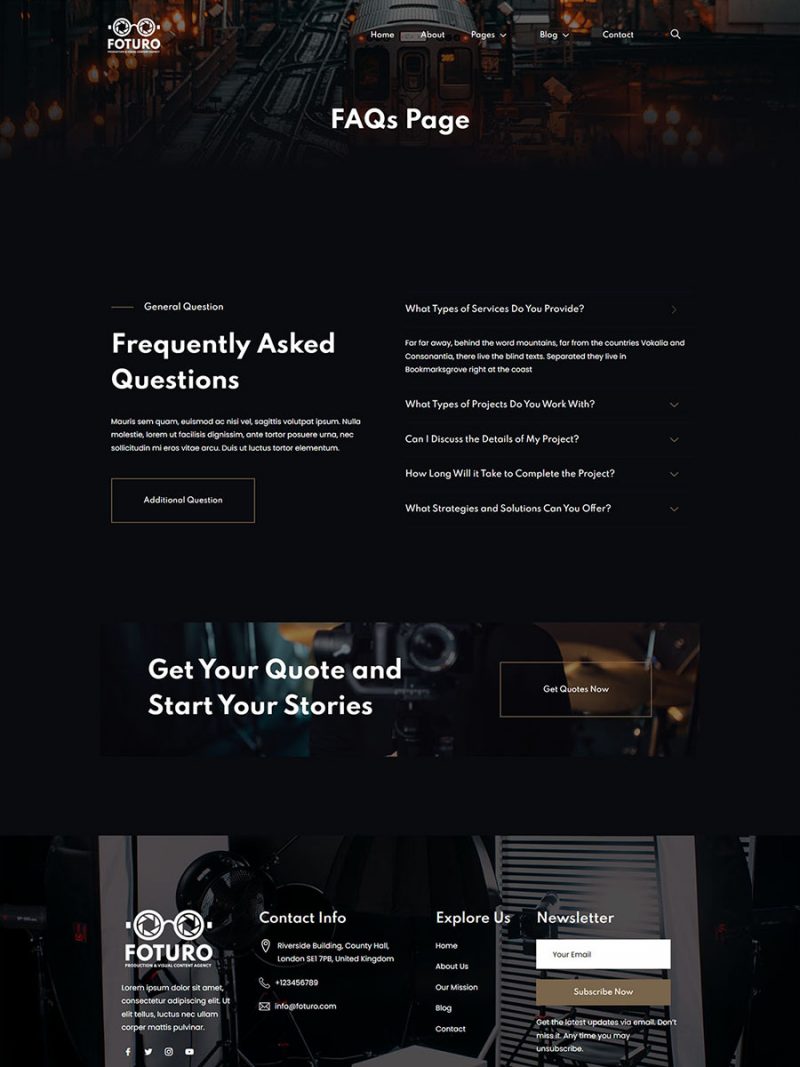 FOTURO
PRODUCTION & VISUAL CONTENT AGENCY
Home About Pages Blog Contact
FAQs Page
General Question
Frequently Asked
Questions
Mauris sem quam, euismod ac nisi vel, sagittis volutpat ipsum. Nulla
molestie, lorem ut facilisis dignissim, ante tortor posuere urna, nec
sollicitudin mi eros vitae arcu. Duis ut luctus tortor elementum.
Additional Question
What Types of Services Do You Provide?
Far far away, behind the word mountains, far from the countries Vokalia and
Consonantia, there live the blind texts. Separated they live in
Bookmarksgrove right at the coast
What Types of Projects Do You Work With?
Can I Discuss the Details of My Project?
How Long Will it Take to Complete the Project?
What Strategies and Solutions Can You Offer?
Get Your Quote and
Start Your Stories
Get Quotes Now
FOTURO
PRODUCTION & VISUAL CONTENT AGENCY
Lorem ipsum dolor sit amet,
consectetur adipiscing elit. Ut
elit tellus, luctus nec ullam
corper mattis pulvinar.
Contact Info
Riverside Building, County Hall,
London SE1 7PB, United Kingdom
+123456789
info@foturo.com
Explore Us
Home
About Us
Our Mission
Blog
Contact
Newsletter
Your Email
Subscribe Now
Get the latest updates via email. Don't
miss it. Any time you may
unsubscribe.